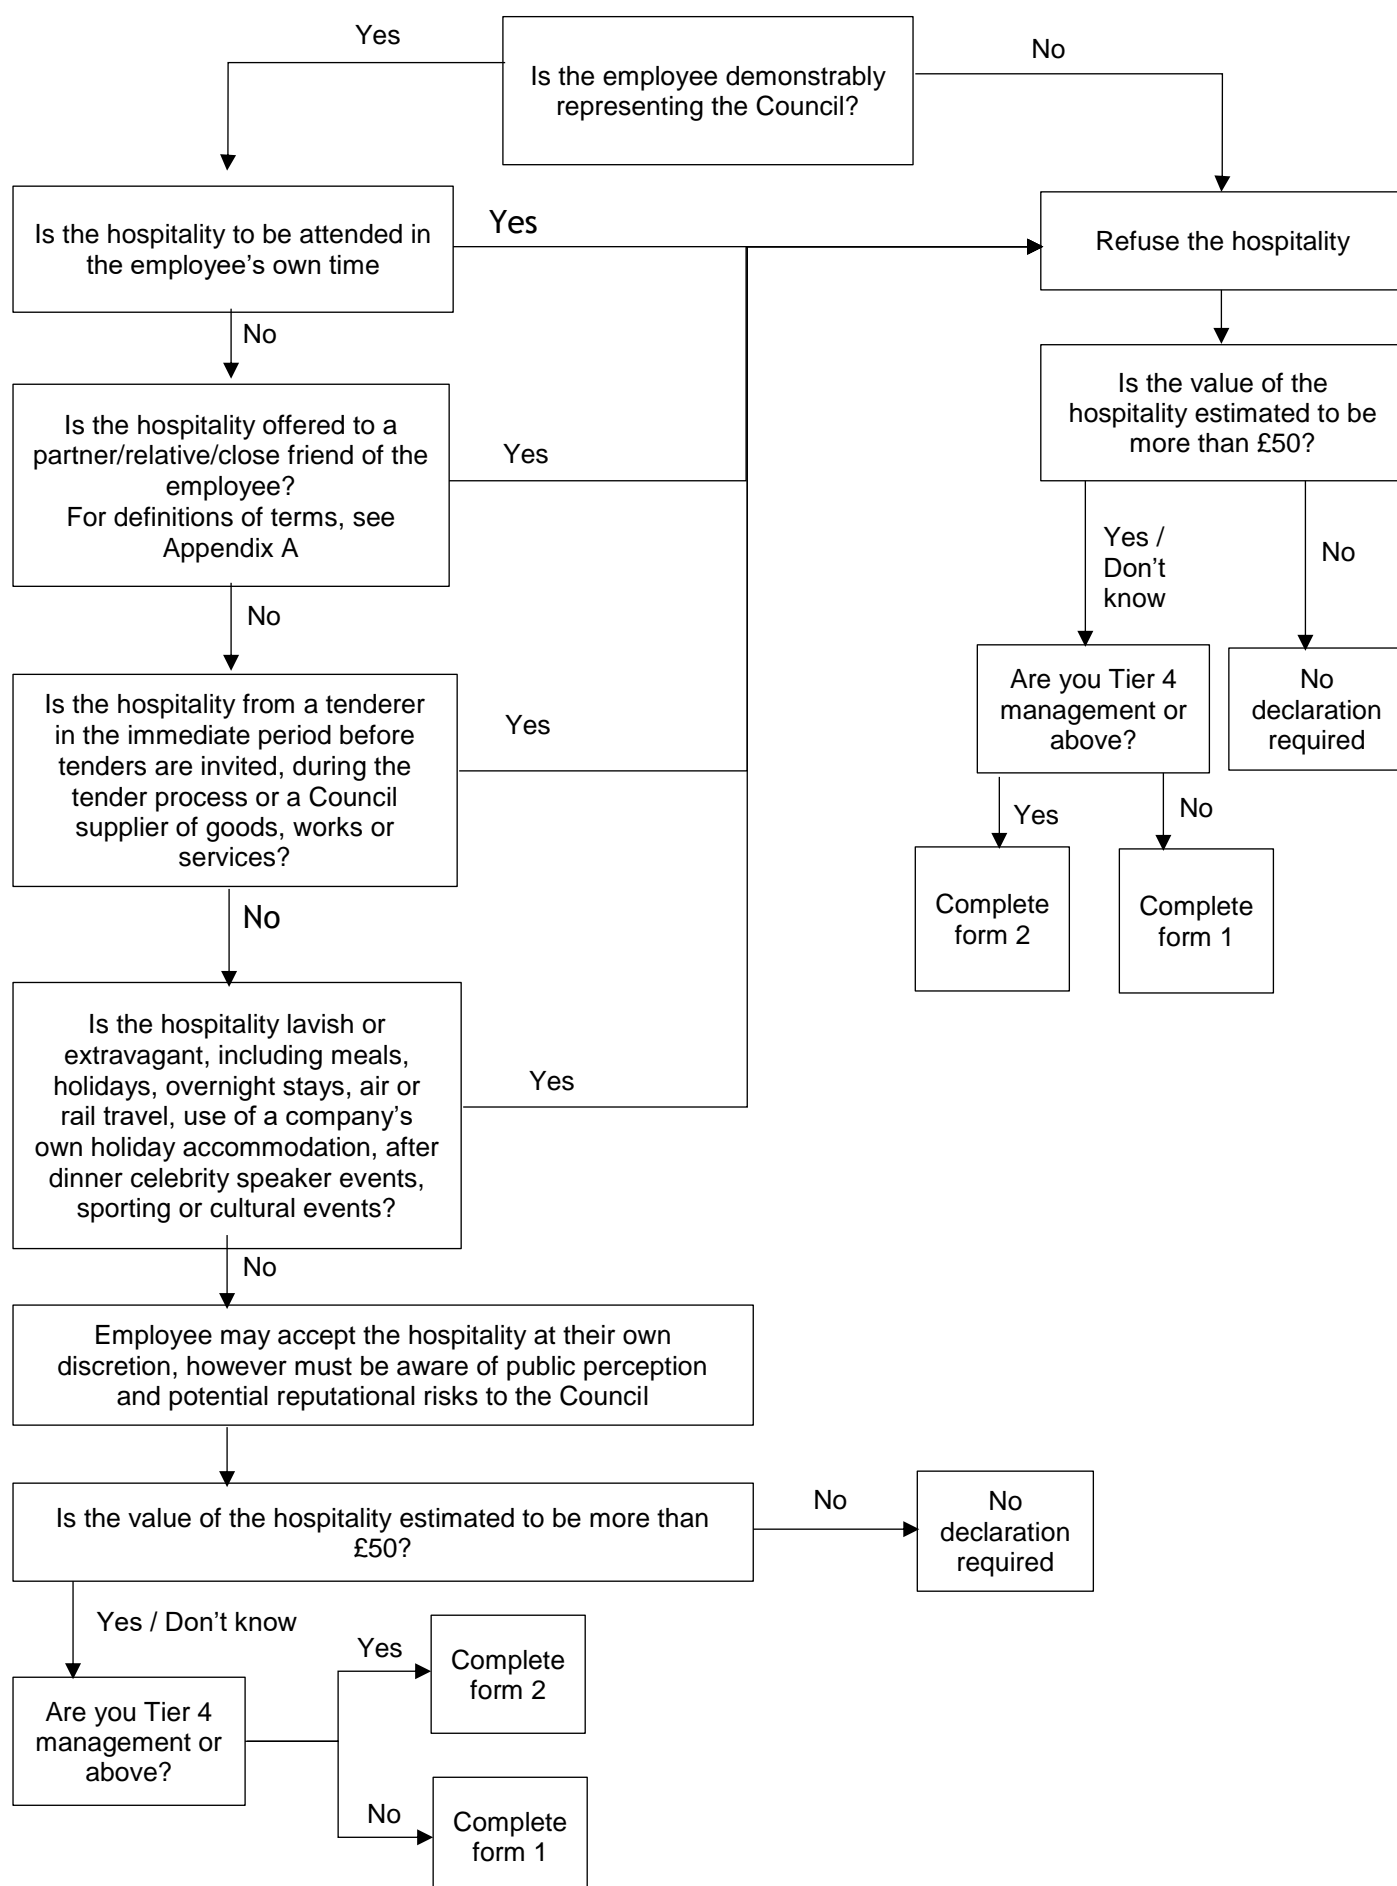 Yes
Is the employee demonstrably
representing the Council?
No
Is the hospitality to be attended in
the employee’s own time
Yes
Refuse the hospitality
No
Is the hospitality offered to a
partner/relative/close friend of the
employee?
For definitions of terms, see
Appendix A
Yes
Is the value of the
hospitality estimated to be
more than £50?
Yes /
Don't
know
No
No
Is the hospitality from a tenderer
in the immediate period before
tenders are invited, during the
tender process or a Council
supplier of goods, works or
services?
Yes
Are you Tier 4
management or
above?
No
declaration
required
Yes
No
Complete
form 2
Complete
form 1
No
Is the hospitality lavish or
extravagant, including meals,
holidays, overnight stays, air or
rail travel, use of a company’s
own holiday accommodation, after
dinner celebrity speaker events,
sporting or cultural events?
Yes
No
Employee may accept the hospitality at their own
discretion, however must be aware of public perception
and potential reputational risks to the Council
Is the value of the hospitality estimated to be more than
£50?
No
No
declaration
required
Yes / Don’t know
Are you Tier 4
management or
above?
Yes
Complete
form 2
No
Complete
form 1